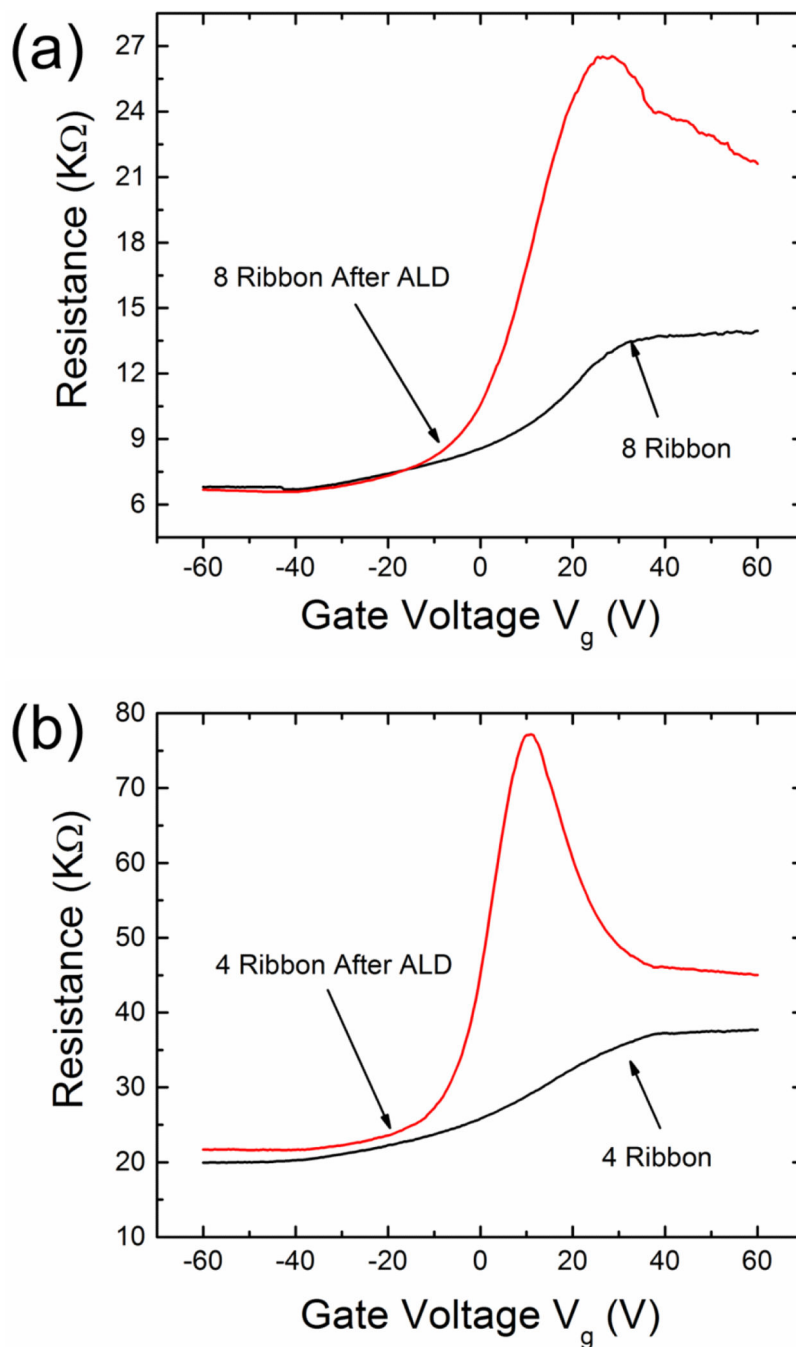 (a)
27
24
21
18
15
12
9
6
Resistance (KΩ)
8 Ribbon After ALD
8 Ribbon
-60 -40 -20 0 20 40 60
Gate Voltage V_g (V)
(b)
80
70
60
50
40
30
20
10
Resistance (KΩ)
4 Ribbon After ALD
4 Ribbon
-60 -40 -20 0 20 40 60
Gate Voltage V_g (V)